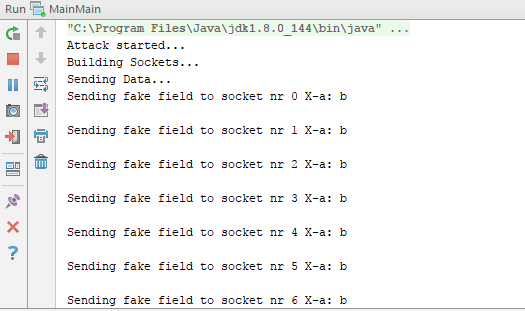 Run MainMain
"C:\Program Files\Java\jdk1.8.0_144\bin\java" ...
Attack started...
Building Sockets...
Sending Data...
Sending fake field to socket nr 0 X-a: b
Sending fake field to socket nr 1 X-a: b
Sending fake field to socket nr 2 X-a: b
Sending fake field to socket nr 3 X-a: b
Sending fake field to socket nr 4 X-a: b
Sending fake field to socket nr 5 X-a: b
Sending fake field to socket nr 6 X-a: b